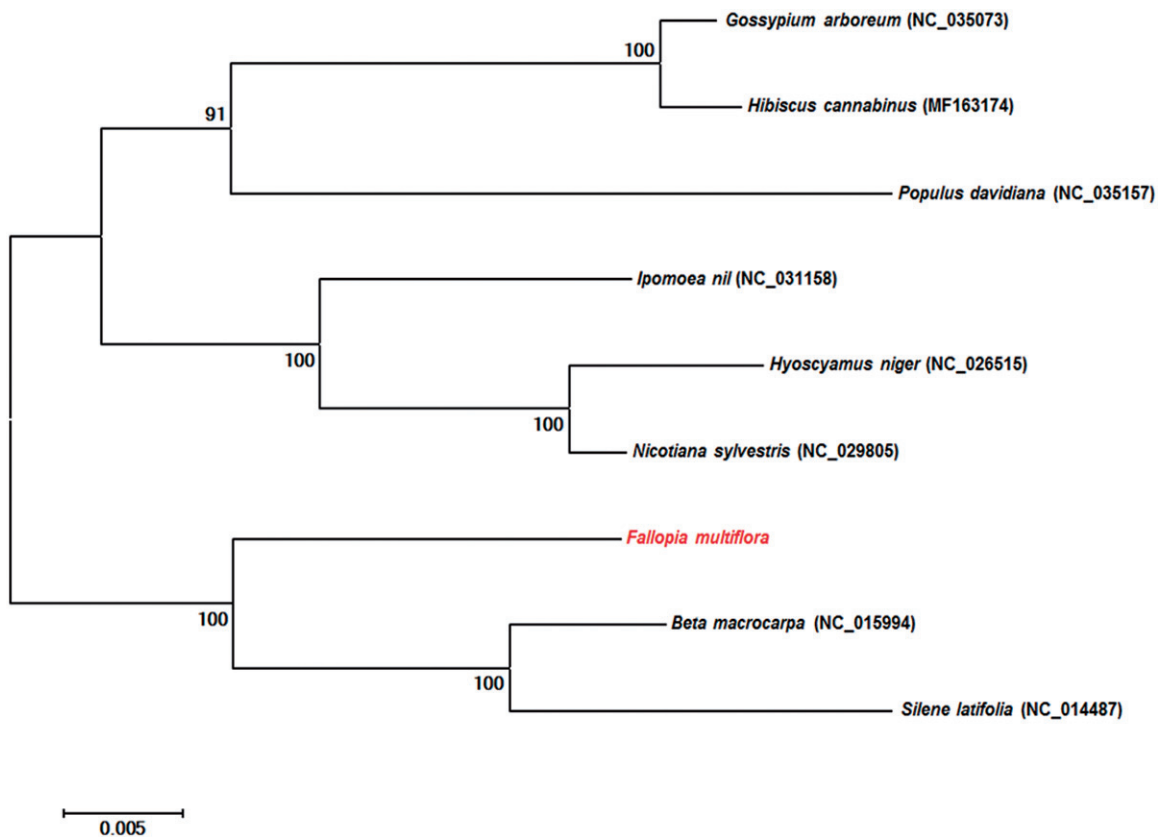 Gossypium arboreum (NC_035073)
100
Hibiscus cannabinus (MF163174)
91
Populus davidiana (NC_035157)
Ipomoea nil (NC_031158)
100
Hyoscyamus niger (NC_026515)
100
Nicotiana sylvestris (NC_029805)
Fallopia multiflora
100
Beta macrocarpa (NC_015994)
100
Silene latifolia (NC_014487)
0.005